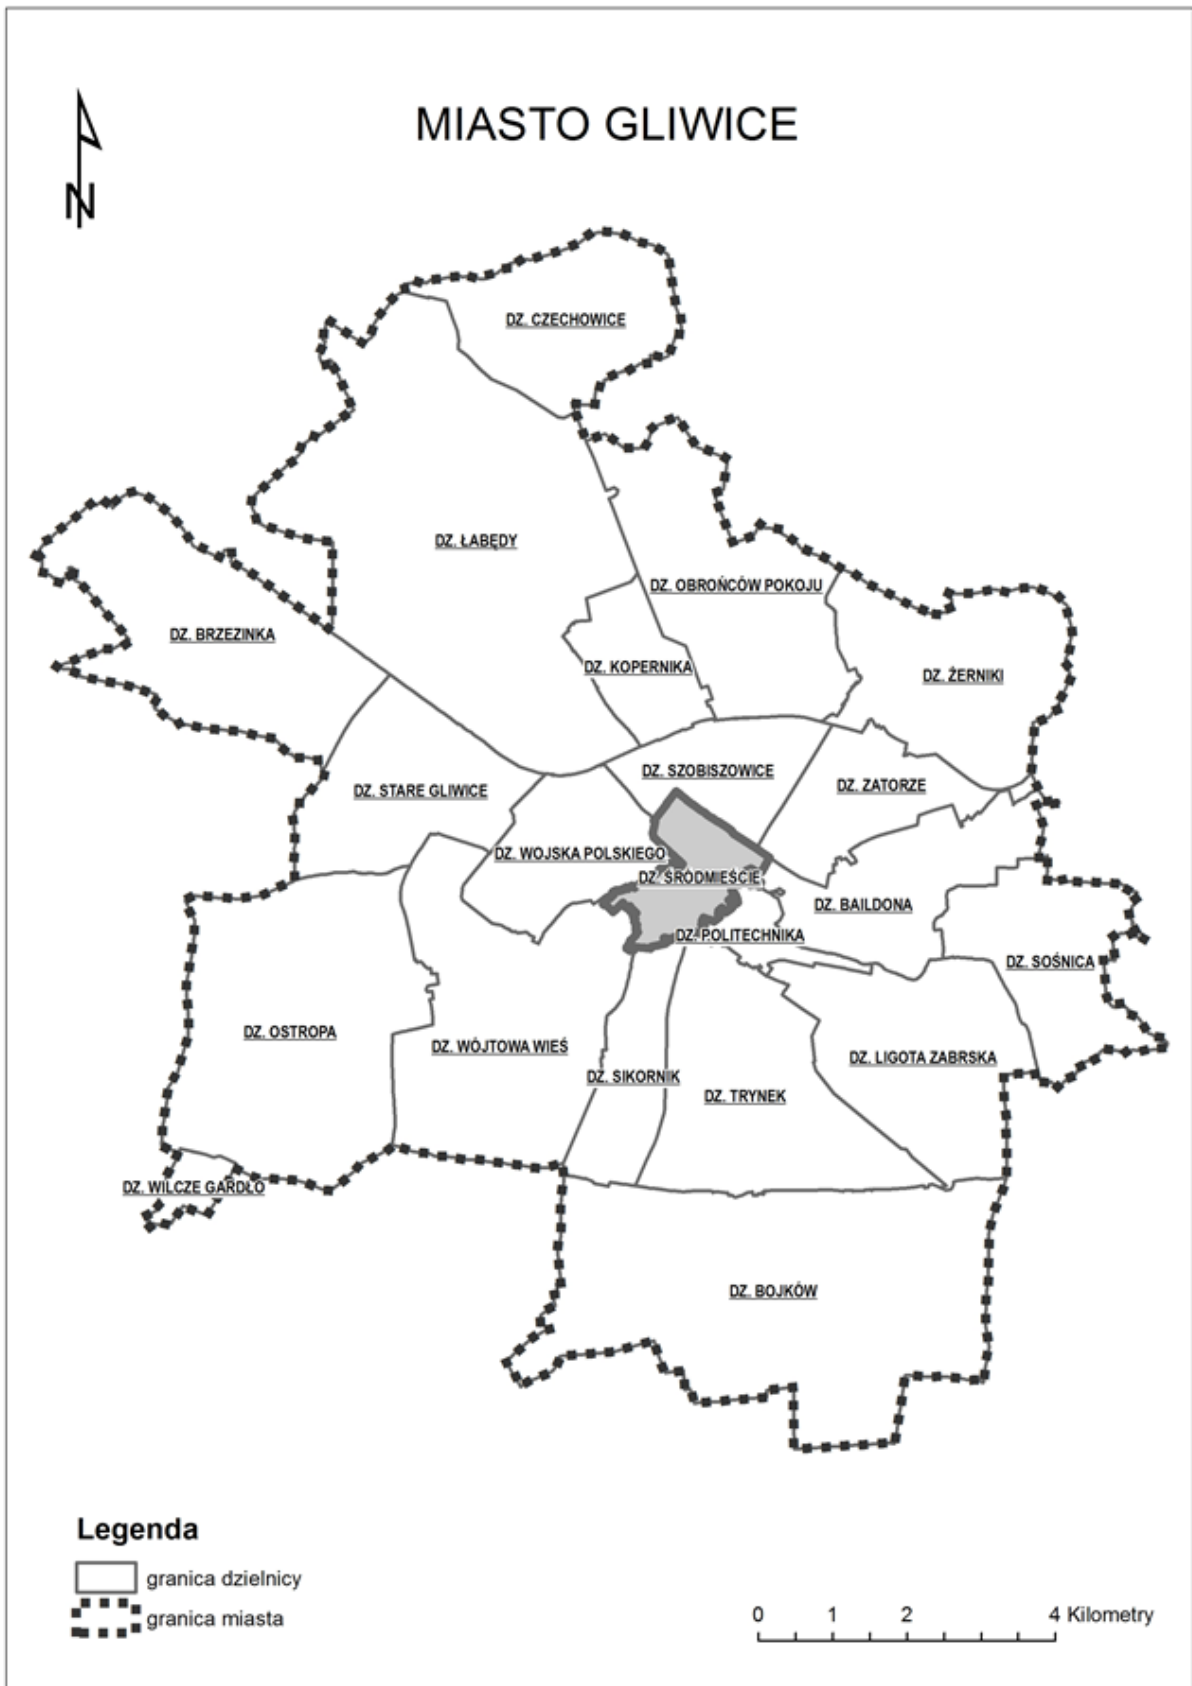 MIASTO GLIWICE
N
DZ. CZECHOWICE
DZ. ŁABĘDY
DZ. OBROŃCÓW POKOJU
DZ. BRZEZINKA
DZ. KOPERNIKA
DZ. ŻERNIKI
DZ. SZOBISZOWICE
DZ. ZATORZE
DZ. STARE GLIWICE
DZ. WOJSKA POLSKIEGO
DZ. ŚRÓDMIEŚCIE
DZ. BAILDONA
DZ. POLITECHNIKA
DZ. SOŚNICA
DZ. OSTROPA
DZ. WÓJTOWA WIEŚ
DZ. LIGOTA ZABRSKA
DZ. SIKORNIK
DZ. TRYNEK
DZ. WILCZE GARDŁO
DZ. BOJKÓW
Legenda
granica dzielnicy
granica miasta
0 1 2 4 Kilometry